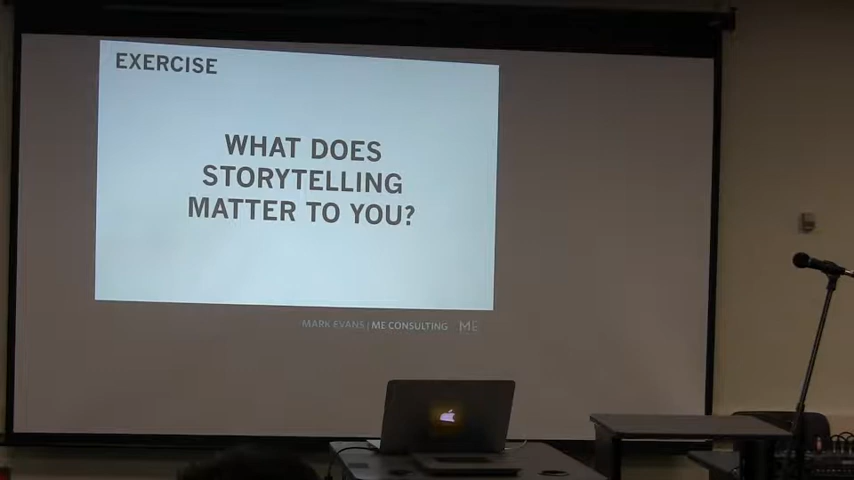 EXERCISE
WHAT DOES
STORYTELLING
MATTER TO YOU?
MARK EVANS | ME CONSULTING ME